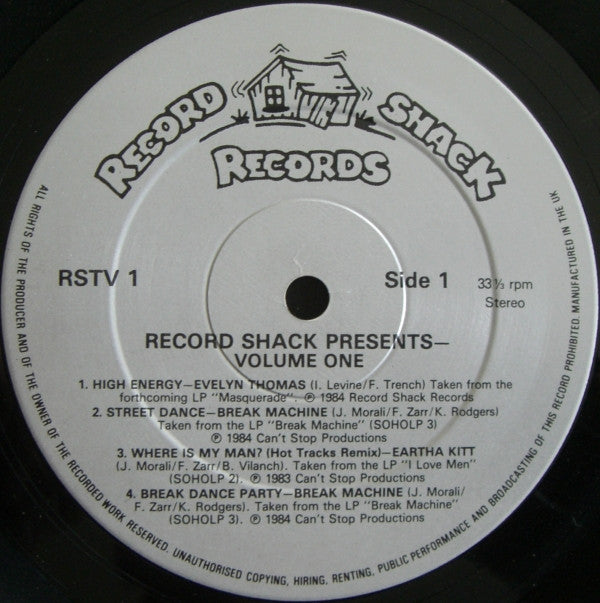 RECORD SHACK
RECORDS
RSTV 1
Side 1
33⅓ rpm
Stereo
RECORD SHACK PRESENTS—
VOLUME ONE
1. HIGH ENERGY—EVELYN THOMAS (I. Levine/F. Trench) Taken from the
forthcoming LP "Masquerade". ℗ 1984 Record Shack Records
2. STREET DANCE—BREAK MACHINE (J. Morali/F. Zarr/K. Rodgers)
Taken from the LP "Break Machine" (SOHOLP 3)
℗ 1984 Can't Stop Productions
3. WHERE IS MY MAN? (Hot Tracks Remix)—EARTHA KITT
(J. Morali/F. Zarr/B. Vilanch). Taken from the LP "I Love Men"
(SOHOLP 2). ℗ 1983 Can't Stop Productions
4. BREAK DANCE PARTY—BREAK MACHINE (J. Morali/
F. Zarr/K. Rodgers). Taken from the LP "Break Machine"
(SOHOLP 3). ℗ 1984 Can't Stop Productions
ALL RIGHTS OF THE PRODUCER AND OF THE OWNER OF THE RECORDED WORK RESERVED. UNAUTHORISED COPYING, HIRING, RENTING, PUBLIC PERFORMANCE AND BROADCASTING OF THIS RECORD PROHIBITED. MANUFACTURED IN THE UK